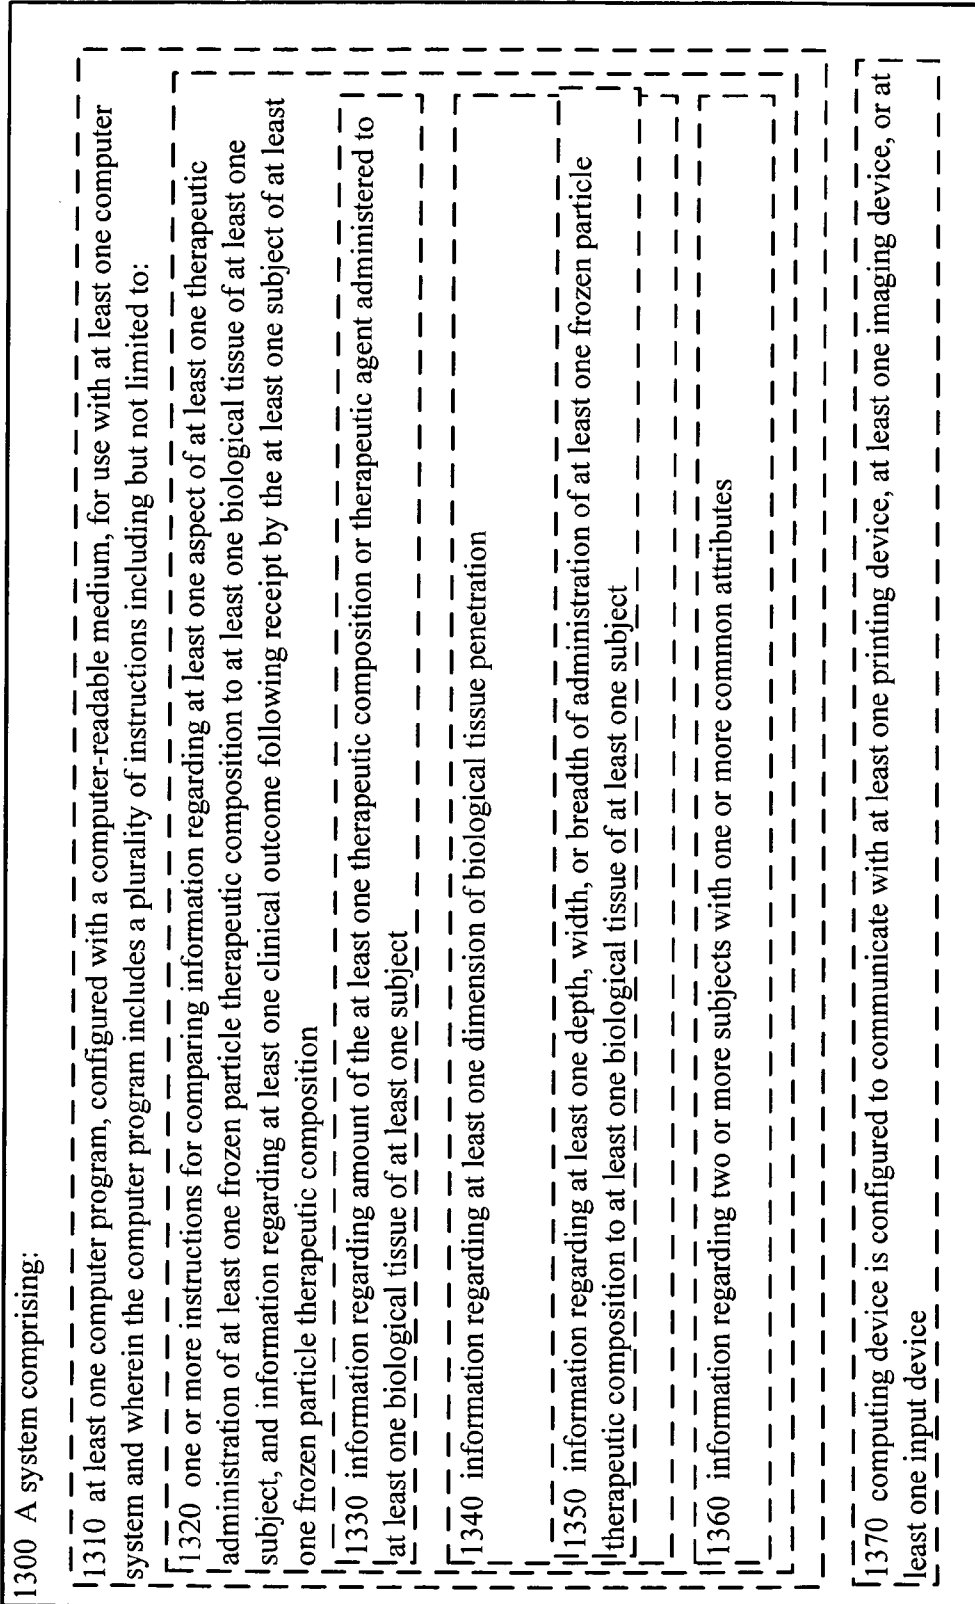 1300 A system comprising:
1310 at least one computer program, configured with a computer-readable medium, for use with at least one computer
system and wherein the computer program includes a plurality of instructions including but not limited to:
1320 one or more instructions for comparing information regarding at least one aspect of at least one therapeutic
administration of at least one frozen particle therapeutic composition to at least one biological tissue of at least one
subject, and information regarding at least one clinical outcome following receipt by the at least one subject of at least
one frozen particle therapeutic composition
1330 information regarding amount of the at least one therapeutic composition or therapeutic agent administered to
at least one biological tissue of at least one subject
1340 information regarding at least one dimension of biological tissue penetration
1350 information regarding at least one depth, width, or breadth of administration of at least one frozen particle
therapeutic composition to at least one biological tissue of at least one subject
1360 information regarding two or more subjects with one or more common attributes
1370 computing device is configured to communicate with at least one printing device, at least one imaging device, or at
least one input device